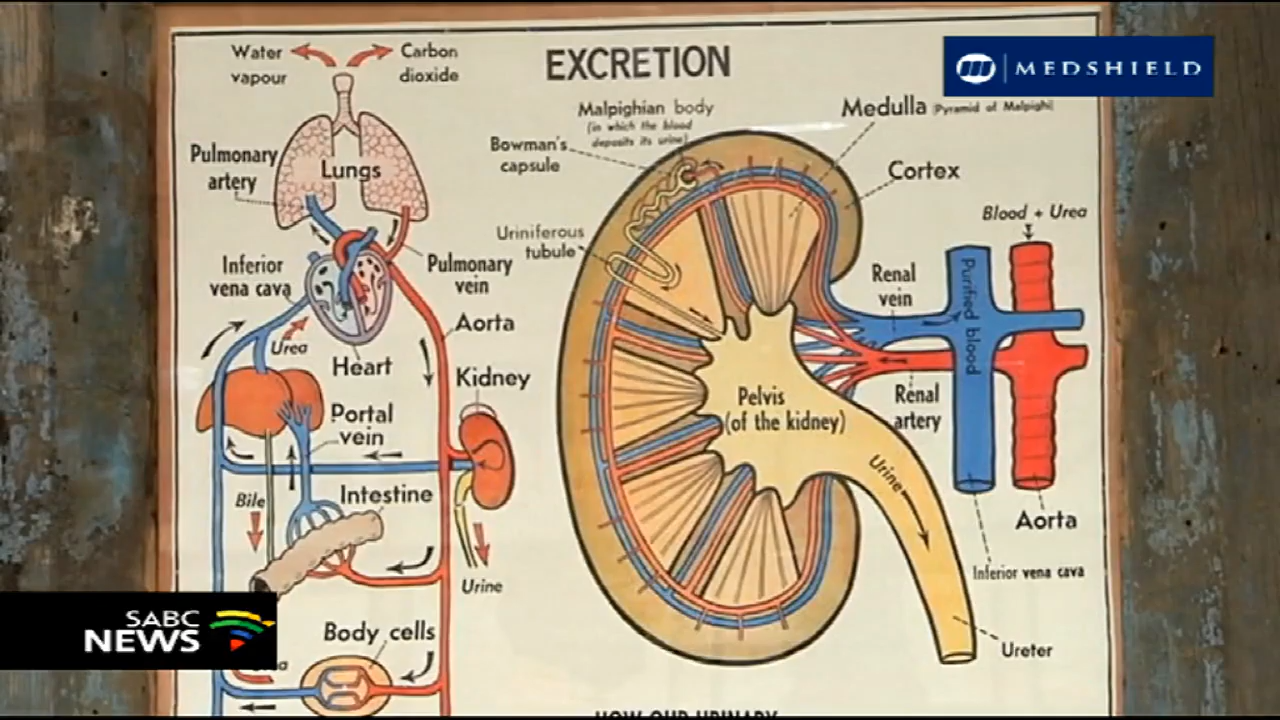 EXCRETION
MEDSHIELD
Water
vapour
Carbon
dioxide
Pulmonary
artery
Lungs
Inferior
vena cava
Pulmonary
vein
Urea
Heart
Aorta
Kidney
Portal
vein
Bile
Intestine
Urine
Body cells
Malpighian body
(in which the blood
deposits its urine)
Bowman's
capsule
Uriniferous
tubule
Medulla (Pyramid of Malpighi)
Cortex
Blood + Urea
Renal
vein
Purified blood
Renal
artery
Pelvis
(of the kidney)
Urine
Aorta
Inferior vena cava
Ureter
SABC
NEWS
HOW OUR URINARY